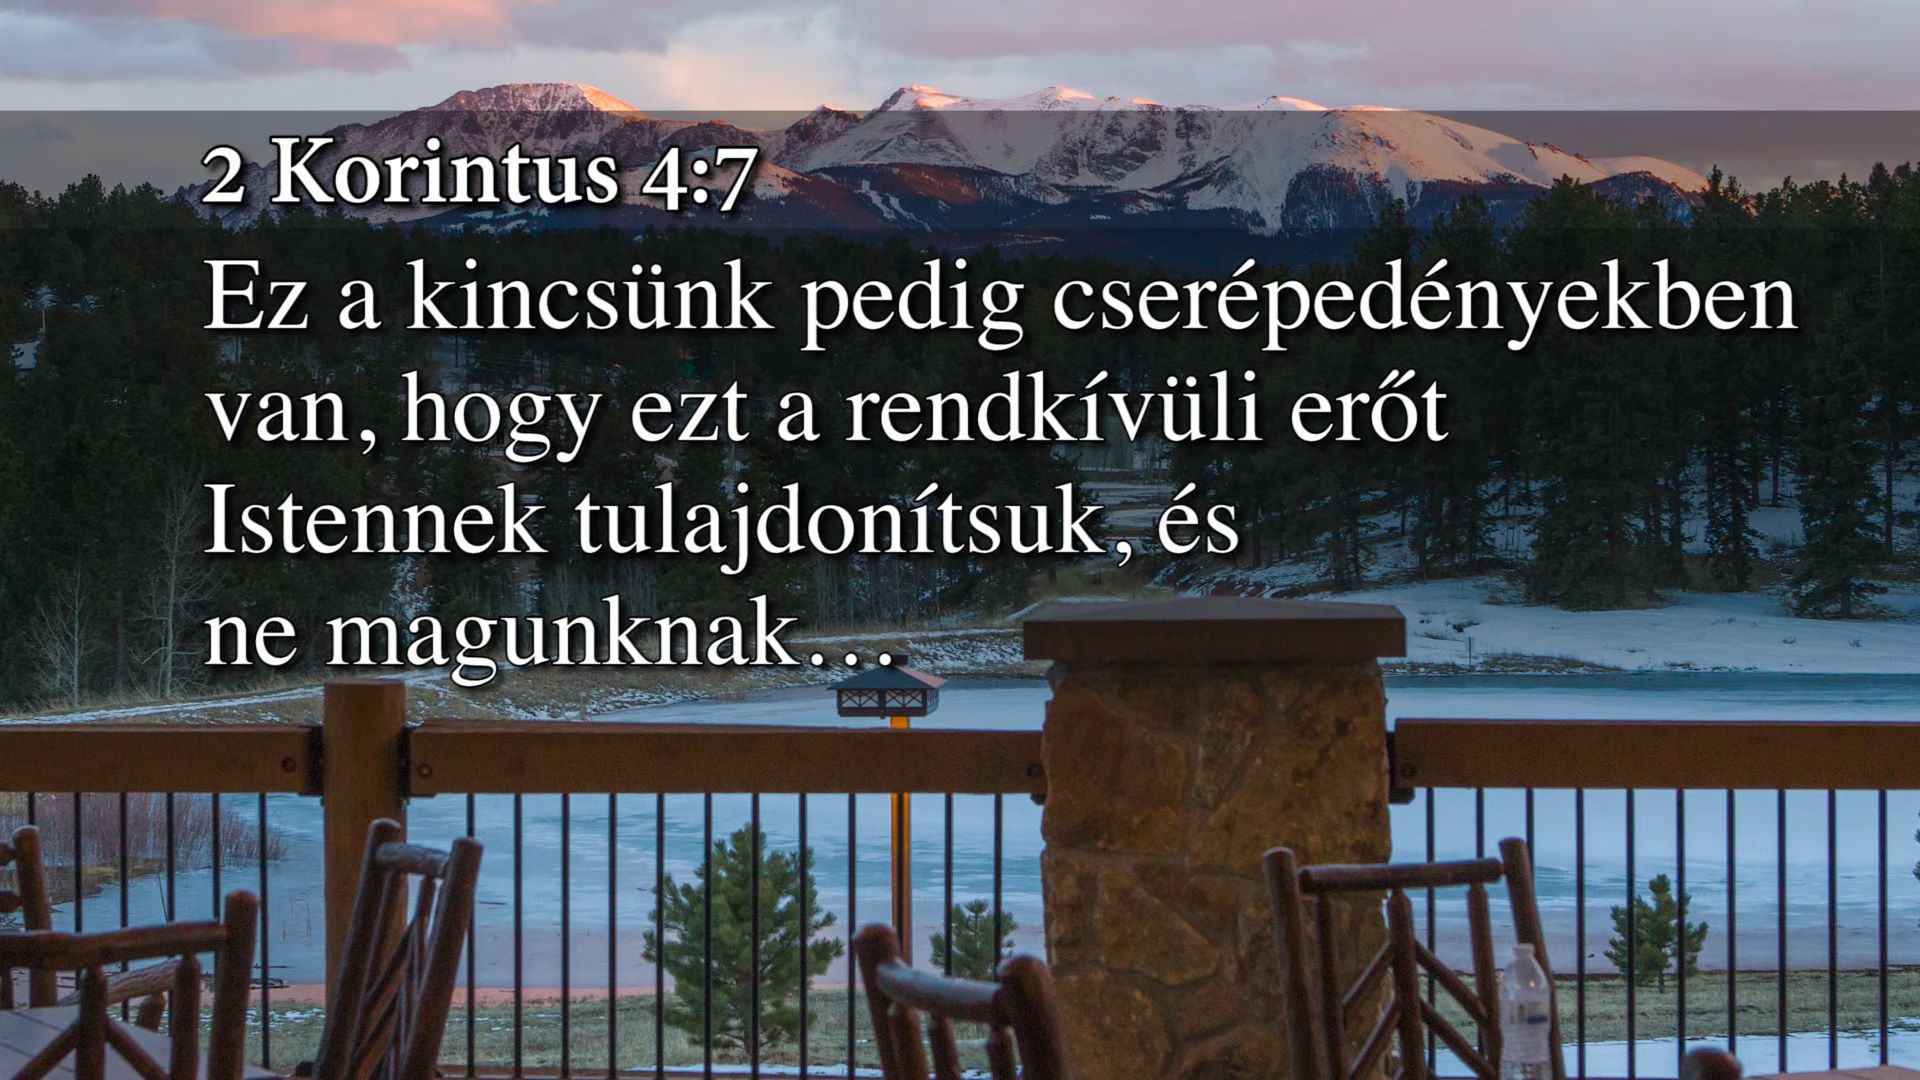 2 Korintus 4:7
Ez a kincsünk pedig cserépedényekben
van, hogy ezt a rendkívüli erőt
Istennek tulajdonítsuk, és
ne magunknak…